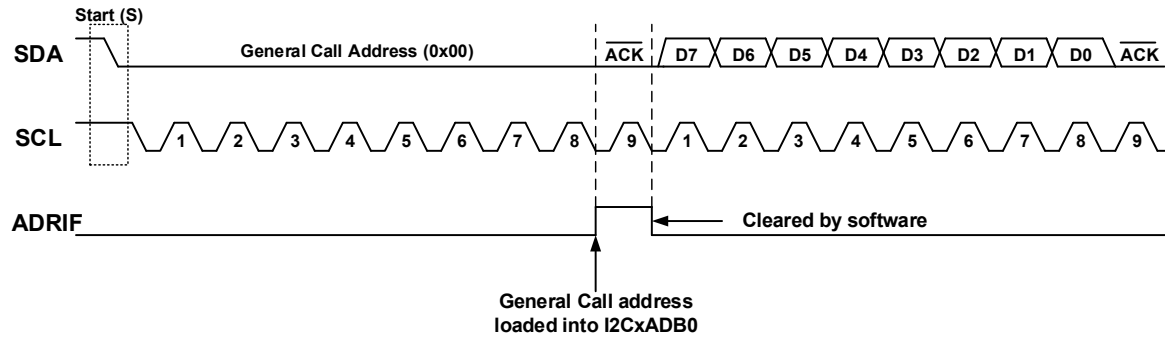 Start (S)
SDA General Call Address (0x00) ACK D7 D6 D5 D4 D3 D2 D1 D0 ACK
SCL 1 2 3 4 5 6 7 8 9 1 2 3 4 5 6 7 8 9
ADRIF Cleared by software
General Call address
loaded into I2CxADB0